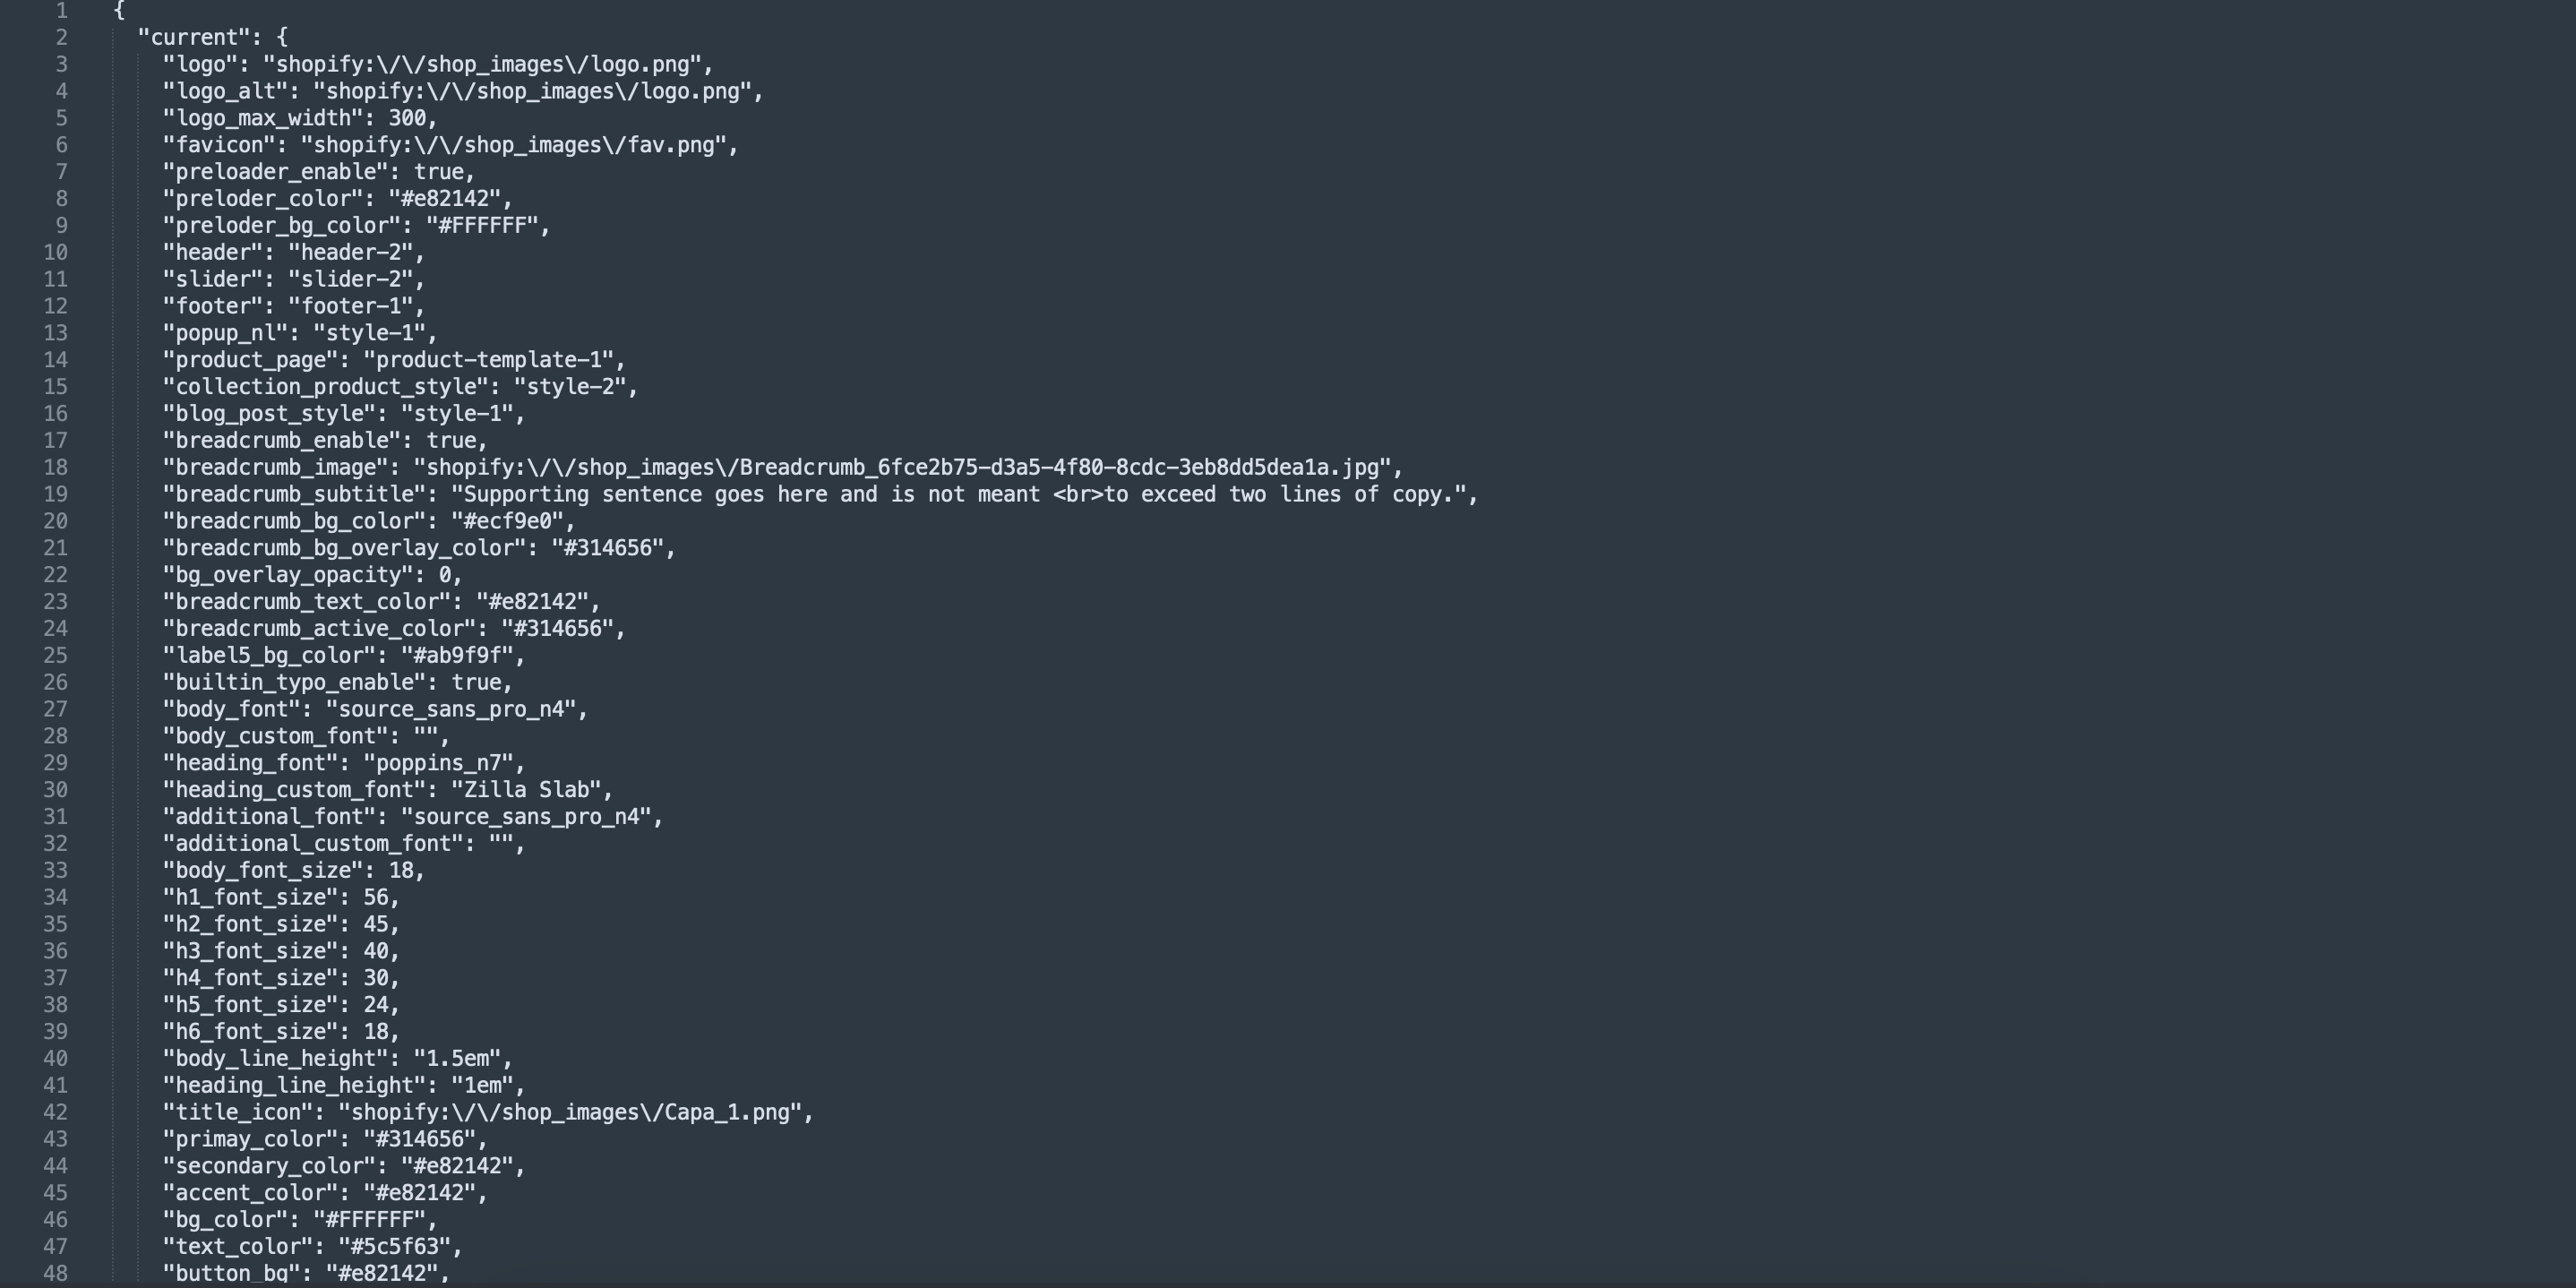 1 {
2 "current": {
3 "logo": "shopify:\/\/shop_images\/logo.png",
4 "logo_alt": "shopify:\/\/shop_images\/logo.png",
5 "logo_max_width": 300,
6 "favicon": "shopify:\/\/shop_images\/fav.png",
7 "preloader_enable": true,
8 "preloder_color": "#e82142",
9 "preloder_bg_color": "#FFFFFF",
10 "header": "header-2",
11 "slider": "slider-2",
12 "footer": "footer-1",
13 "popup_nl": "style-1",
14 "product_page": "product-template-1",
15 "collection_product_style": "style-2",
16 "blog_post_style": "style-1",
17 "breadcrumb_enable": true,
18 "breadcrumb_image": "shopify:\/\/shop_images\/Breadcrumb_6fce2b75-d3a5-4f80-8cdc-3eb8dd5dea1a.jpg",
19 "breadcrumb_subtitle": "Supporting sentence goes here and is not meant <br>to exceed two lines of copy.",
20 "breadcrumb_bg_color": "#ecf9e0",
21 "breadcrumb_bg_overlay_color": "#314656",
22 "bg_overlay_opacity": 0,
23 "breadcrumb_text_color": "#e82142",
24 "breadcrumb_active_color": "#314656",
25 "label5_bg_color": "#ab9f9f",
26 "builtin_typo_enable": true,
27 "body_font": "source_sans_pro_n4",
28 "body_custom_font": "",
29 "heading_font": "poppins_n7",
30 "heading_custom_font": "Zilla Slab",
31 "additional_font": "source_sans_pro_n4",
32 "additional_custom_font": "",
33 "body_font_size": 18,
34 "h1_font_size": 56,
35 "h2_font_size": 45,
36 "h3_font_size": 40,
37 "h4_font_size": 30,
38 "h5_font_size": 24,
39 "h6_font_size": 18,
40 "body_line_height": "1.5em",
41 "heading_line_height": "1em",
42 "title_icon": "shopify:\/\/shop_images\/Capa_1.png",
43 "primay_color": "#314656",
44 "secondary_color": "#e82142",
45 "accent_color": "#e82142",
46 "bg_color": "#FFFFFF",
47 "text_color": "#5c5f63",
48 "button_bg": "#e82142",